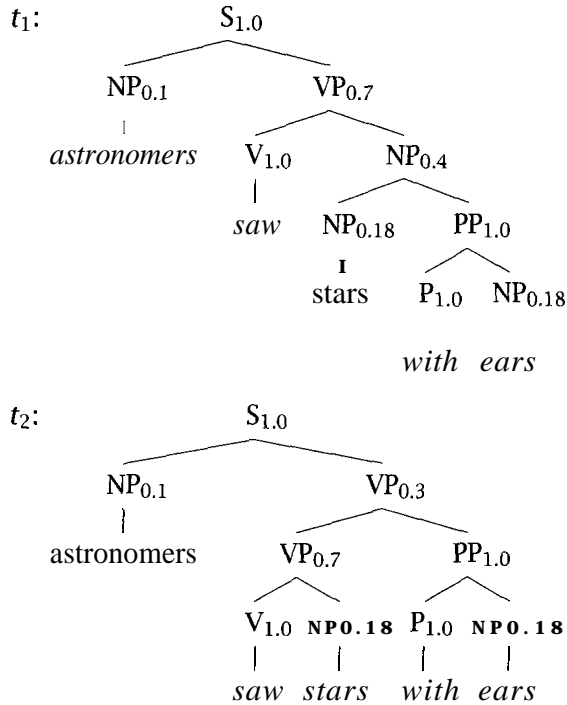 t₁: S₁.₀
NP₀.₁ VP₀.₇
astronomers V₁.₀ NP₀.₄
saw NP₀.₁₈ PP₁.₀
stars P₁.₀ NP₀.₁₈
with ears
t₂: S₁.₀
NP₀.₁ VP₀.₃
astronomers VP₀.₇ PP₁.₀
V₁.₀ NP0.18 P₁.₀ NP0.18
saw stars with ears